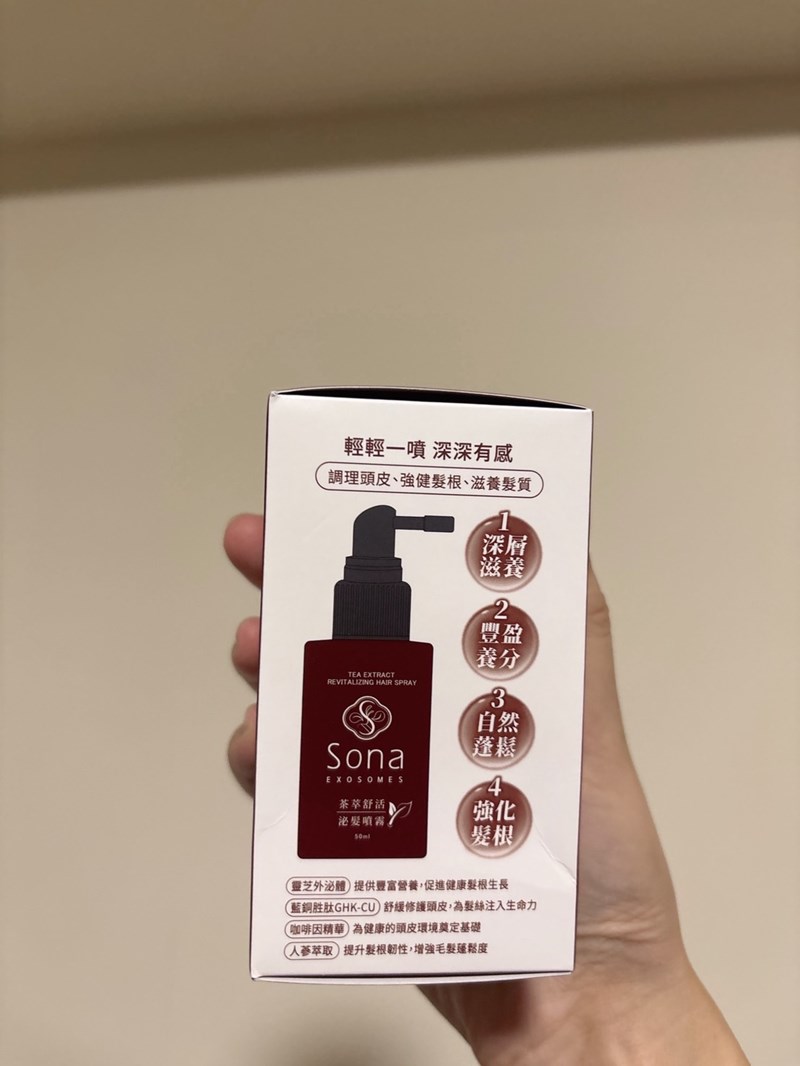 輕輕一噴 深深有感
調理頭皮、強健髮根、滋養髮質
1
深層
滋養
2
豐盈
養分
3
自然
蓬鬆
4
強化
髮根
TEA EXTRACT
REVITALIZING HAIR SPRAY
Sona
EXOSOMES
茶萃舒活
泌髮噴霧
50ml
靈芝外泌體 提供豐富營養，促進健康髮根生長
藍銅胜肽GHK-CU 舒緩修護頭皮，為髮絲注入生命力
咖啡因精華 為健康的頭皮環境奠定基礎
人蔘萃取 提升髮根韌性，增強毛髮蓬鬆度